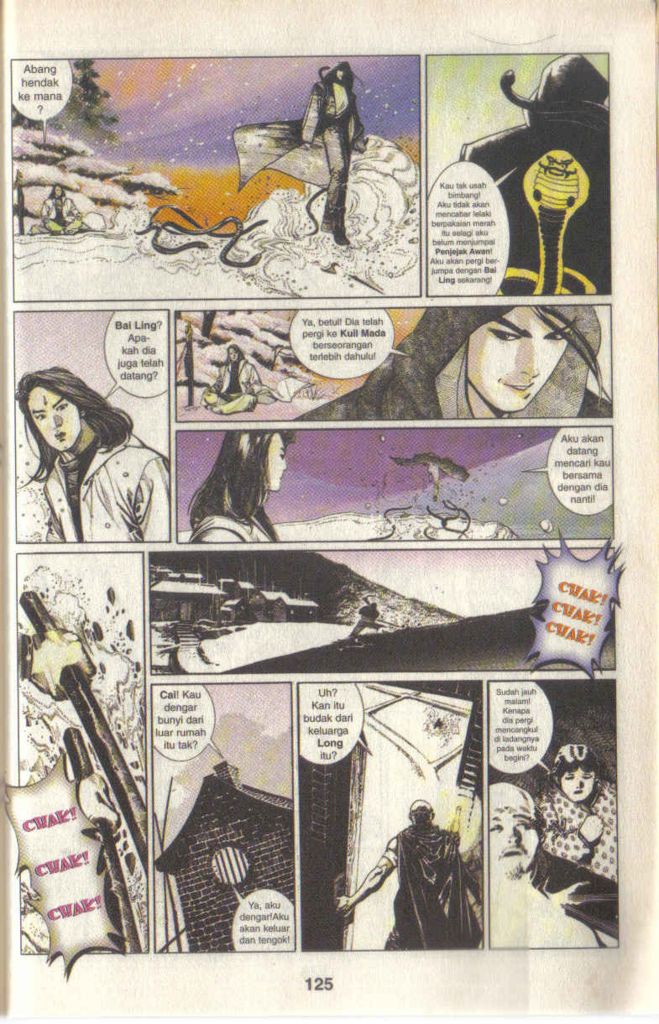 Abang
hendak
ke mana
?
Kau tak usah
bimbang!
Aku tidak akan
mencabar lelaki
berpakaian merah
itu selagi aku
belum menjumpai
Penjejak Awan!
Aku akan pergi ber-
jumpa dengan Bai
Ling sekarang!
Bai Ling?
Apa-
kah dia
juga telah
datang?
Ya, betul! Dia telah
pergi ke Kuil Mada
berseorangan
terlebih dahulu!
Aku akan
datang
mencari kau
bersama
dengan dia
nanti!
CHAK!
CHAK!
CHAK!
CHAK!
CHAK!
CHAK!
Cai! Kau
dengar
bunyi dari
luar rumah
itu tak?
Ya, aku
dengar!Aku
akan keluar
dan tengok!
Uh?
Kan itu
budak dari
keluarga
Long
itu?
Sudah jauh
malam!
Kenapa
dia pergi
mencangkul
di ladangnya
pada waktu
begini?
125